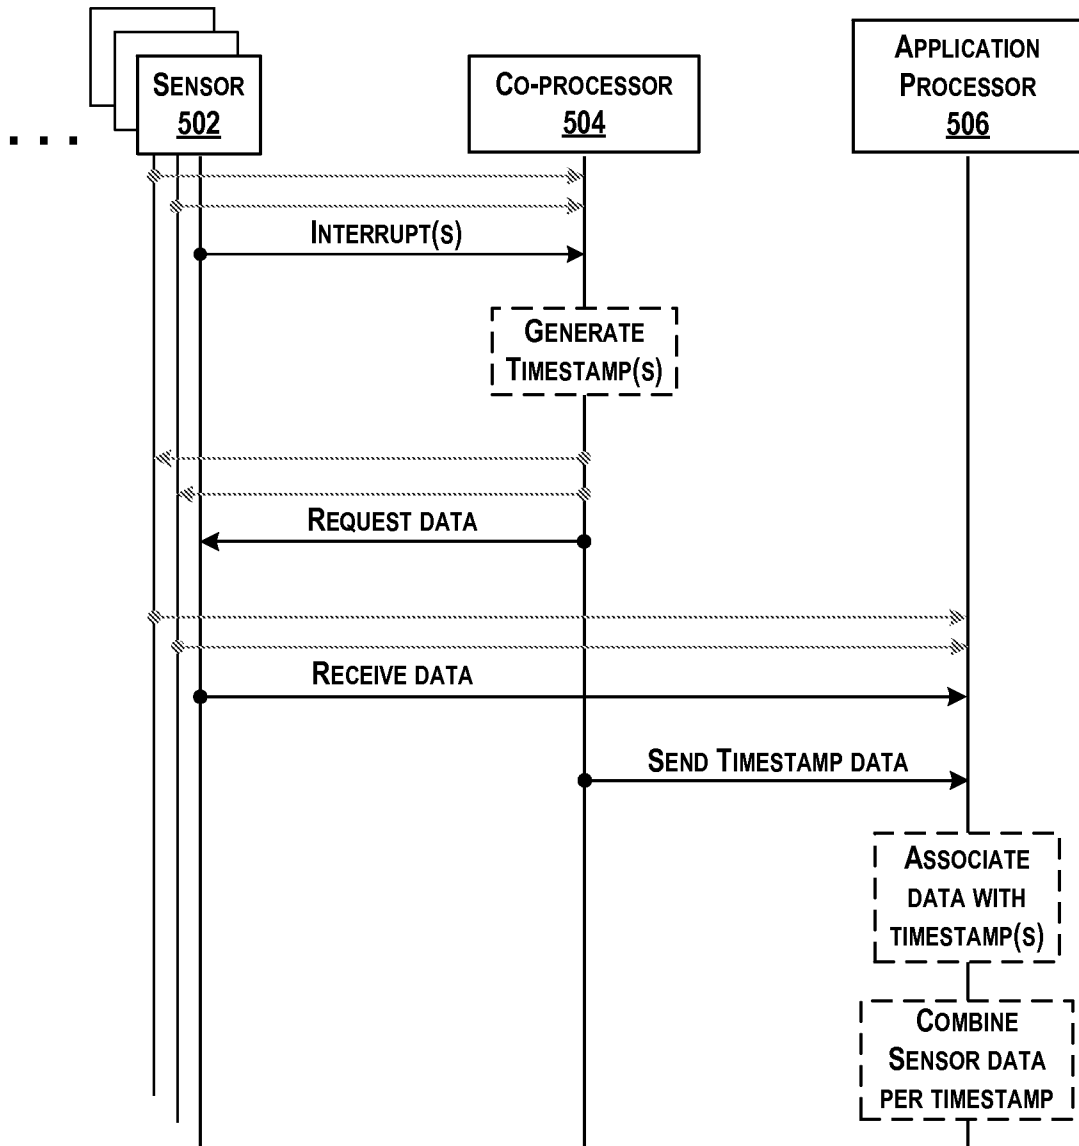 SENSOR
502
CO-PROCESSOR
504
APPLICATION
PROCESSOR
506
. . .
INTERRUPT(S)
GENERATE
TIMESTAMP(S)
REQUEST DATA
RECEIVE DATA
SEND TIMESTAMP DATA
ASSOCIATE
DATA WITH
TIMESTAMP(S)
COMBINE
SENSOR DATA
PER TIMESTAMP